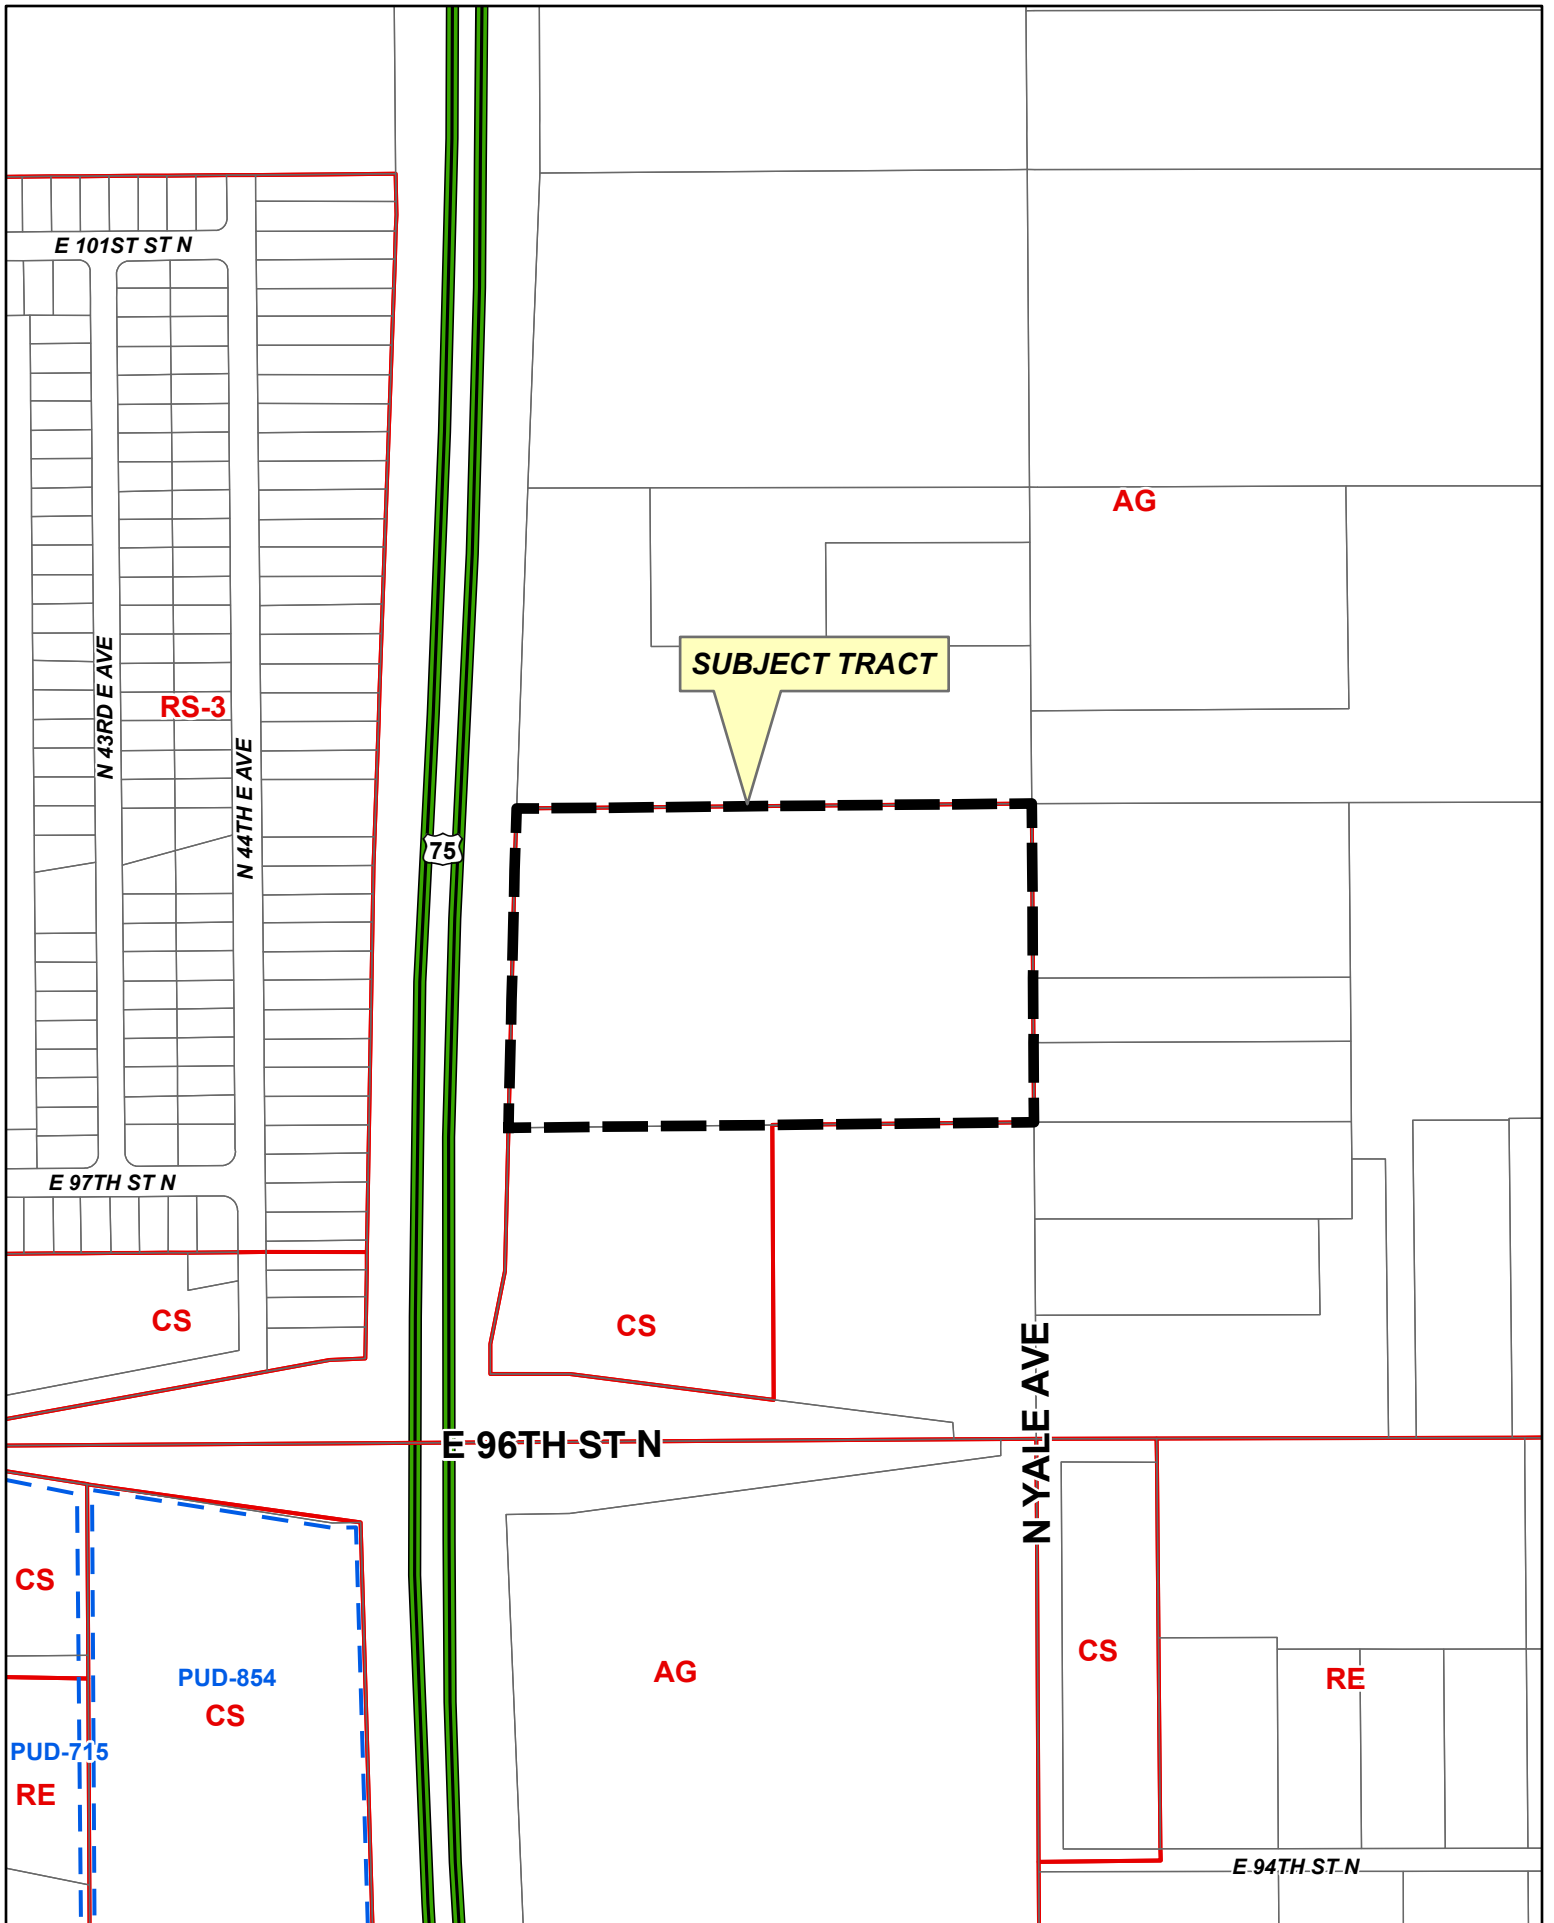 E 101ST ST N
AG
SUBJECT TRACT
N 43RD E AVE
RS-3
N 44TH E AVE
75
E 97TH ST N
CS
CS
N YALE AVE
E 96TH ST N
CS
PUD-854
CS
AG
CS
RE
PUD-715
RE
E 94TH ST N